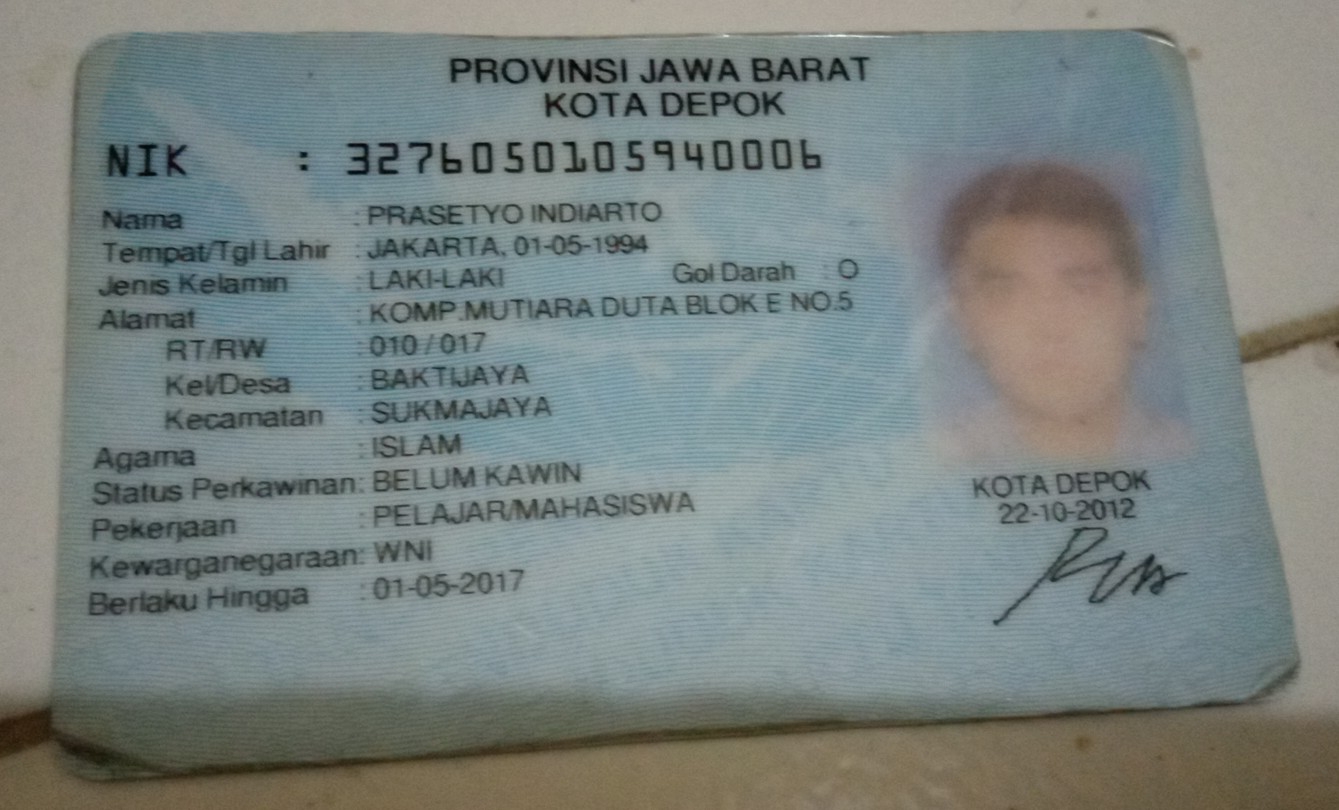 PROVINSI JAWA BARAT
KOTA DEPOK
NIK : 3276050105940006
Nama : PRASETYO INDIARTO
Tempat/Tgl Lahir : JAKARTA, 01-05-1994
Jenis Kelamin : LAKI-LAKI Gol Darah : O
Alamat : KOMP.MUTIARA DUTA BLOK E NO.5
RT/RW : 010 / 017
Kel/Desa : BAKTIJAYA
Kecamatan : SUKMAJAYA
Agama : ISLAM
Status Perkawinan: BELUM KAWIN
Pekerjaan : PELAJAR/MAHASISWA
Kewarganegaraan: WNI
Berlaku Hingga : 01-05-2017
KOTA DEPOK
22-10-2012